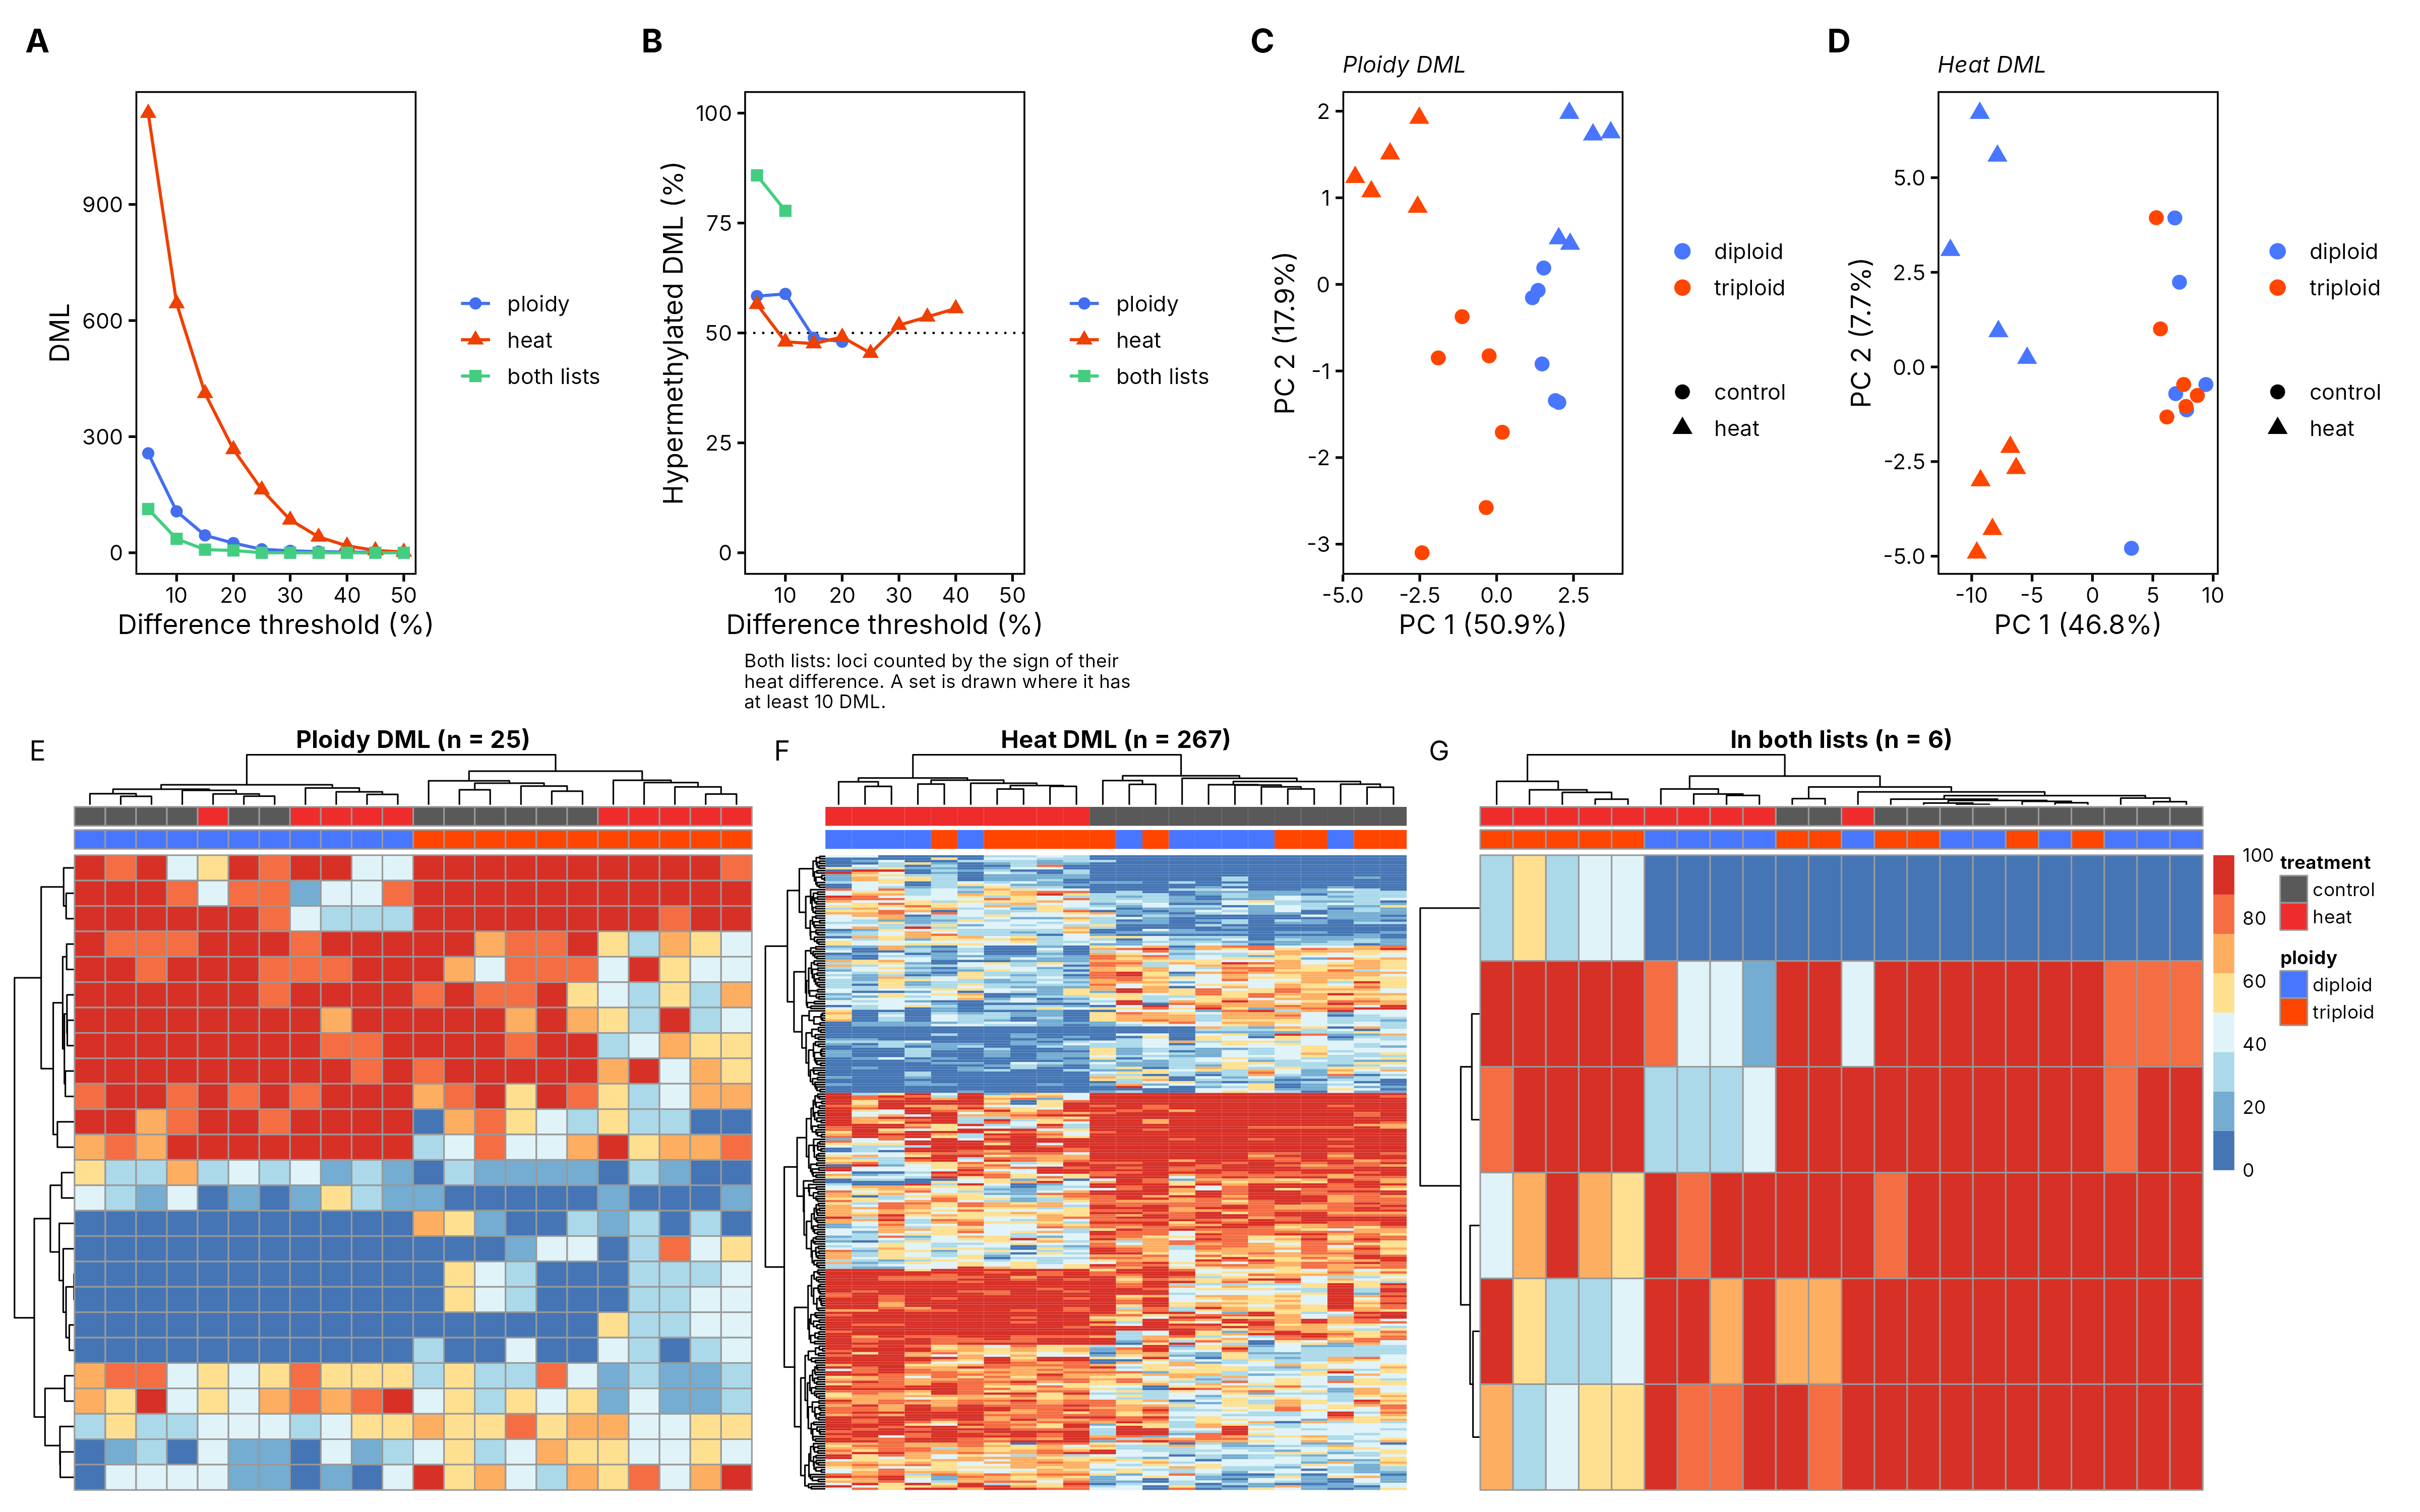 A
B
C
D
Ploidy DML
Heat DML
DML
900
600
300
0
10 20 30 40 50
Difference threshold (%)
ploidy
heat
both lists
Hypermethylated DML (%)
100
75
50
25
0
10 20 30 40 50
Difference threshold (%)
ploidy
heat
both lists
Both lists: loci counted by the sign of their
heat difference. A set is drawn where it has
at least 10 DML.
PC 2 (17.9%)
2
1
0
-1
-2
-3
-5.0 -2.5 0.0 2.5
PC 1 (50.9%)
diploid
triploid
control
heat
PC 2 (7.7%)
5.0
2.5
0.0
-2.5
-5.0
-10 -5 0 5 10
PC 1 (46.8%)
diploid
triploid
control
heat
E
Ploidy DML (n = 25)
F
Heat DML (n = 267)
G
In both lists (n = 6)
100
80
60
40
20
0
treatment
control
heat
ploidy
diploid
triploid